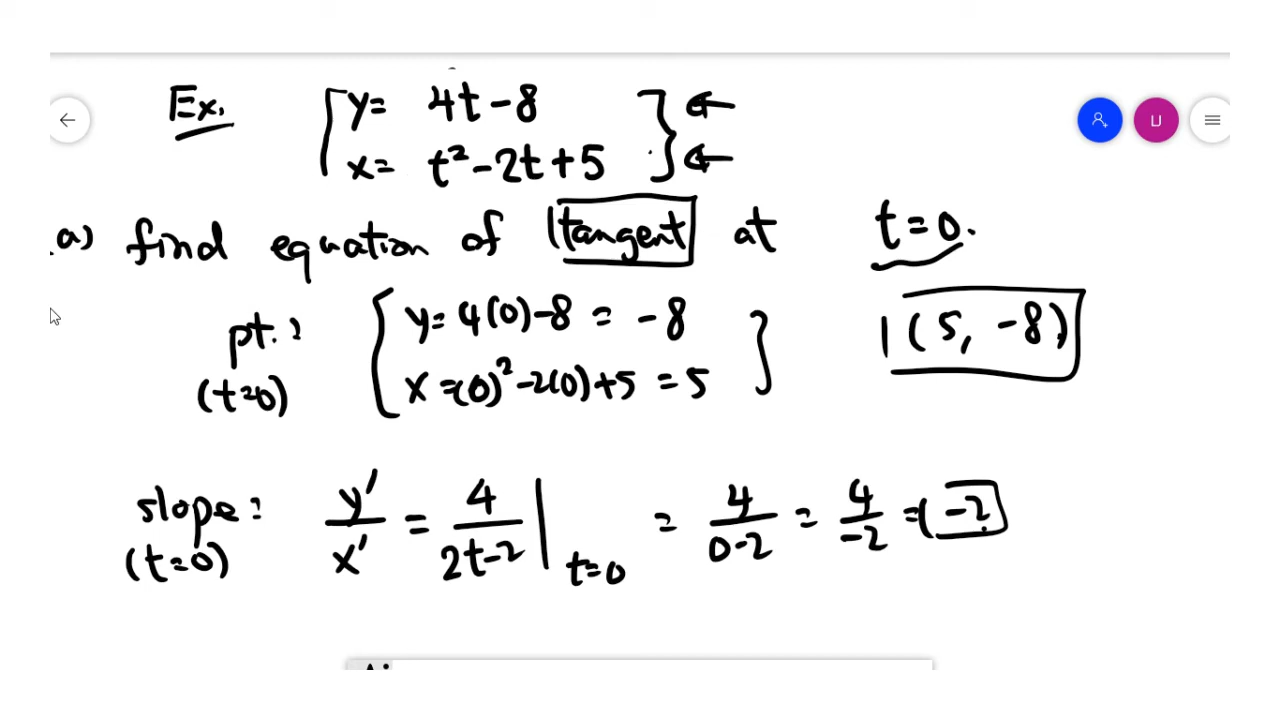 Ex. y= 4t-8
x= t²-2t+5
a) find equation of tangent at t=0.
pt.: y=4(0)-8 = -8 (5, -8)
(t=0) x=(0)²-2(0)+5 = 5
slope: y'/x' = 4/(2t-2) | t=0 = 4/(0-2) = 4/-2 = -2
(t=0)